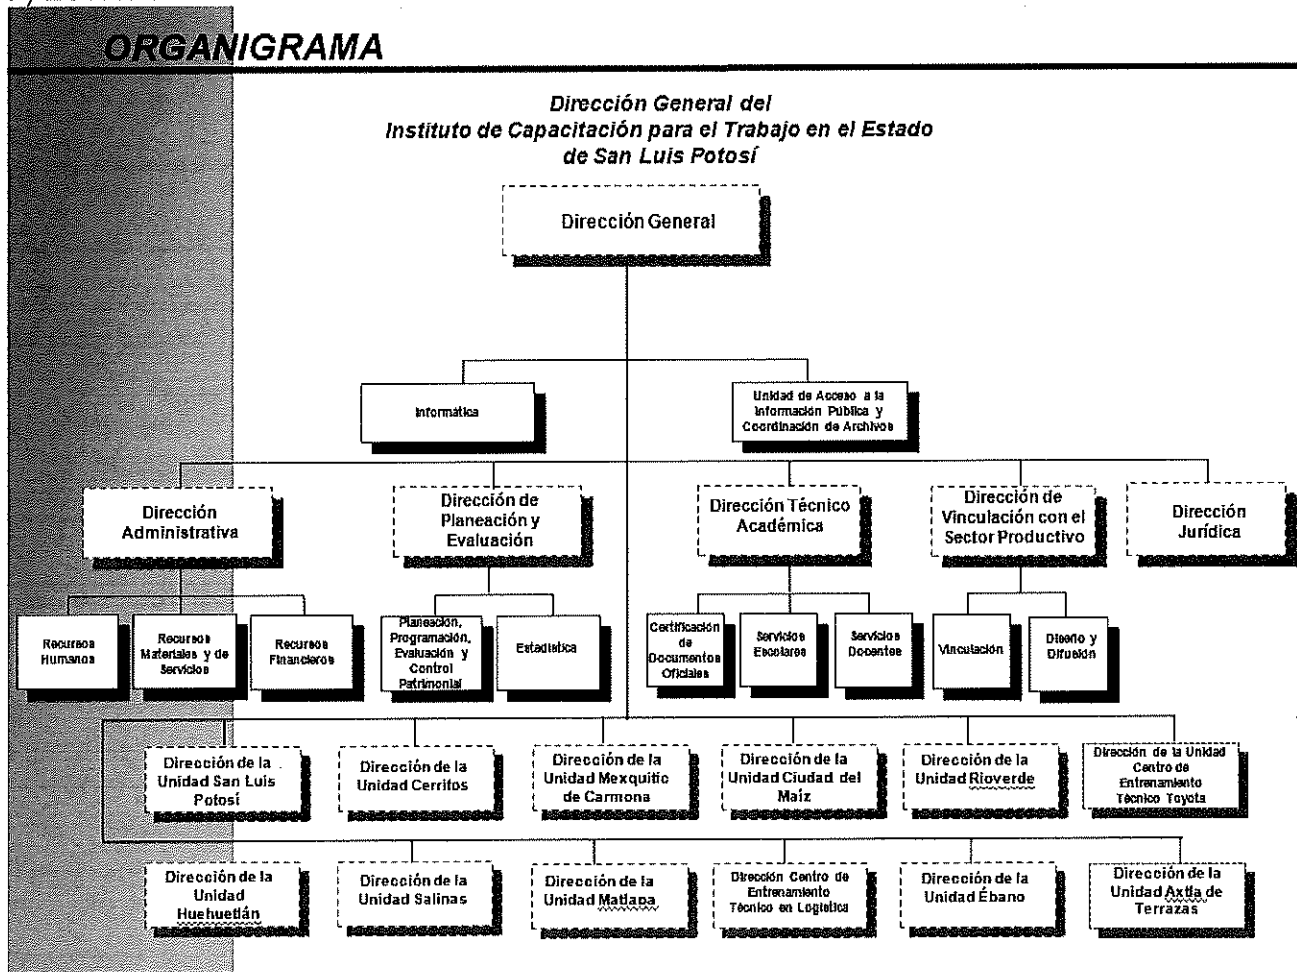 ORGANIGRAMA
Dirección General del
Instituto de Capacitación para el Trabajo en el Estado
de San Luis Potosí
Dirección General
Informática
Unidad de Acceso a la
Información Pública y
Coordinación de Archivos
Dirección
Administrativa
Dirección de
Planeación y
Evaluación
Dirección Técnico
Académica
Dirección de
Vinculación con el
Sector Productivo
Dirección
Jurídica
Recursos
Humanos
Recursos
Materiales y de
Servicios
Recursos
Financieros
Planeación,
Programación,
Evaluación y
Control
Patrimonial
Estadística
Certificación
de
Documentos
Oficiales
Servicios
Escolares
Servicios
Docentes
Vinculación
Diseño y
Difusión
Dirección de la
Unidad San Luis
Potosí
Dirección de la
Unidad Cerritos
Dirección de la
Unidad Mexquitic
de Carmona
Dirección de la
Unidad Ciudad del
Maíz
Dirección de la
Unidad Rioverde
Dirección de la Unidad
Centro de
Entrenamiento
Técnico Toyota
Dirección de la
Unidad
Huehuetlán
Dirección de la
Unidad Salinas
Dirección de la
Unidad Matlapa
Dirección Centro de
Entrenamiento
Técnico en Logística
Dirección de la
Unidad Ébano
Dirección de la
Unidad Axtla de
Terrazas